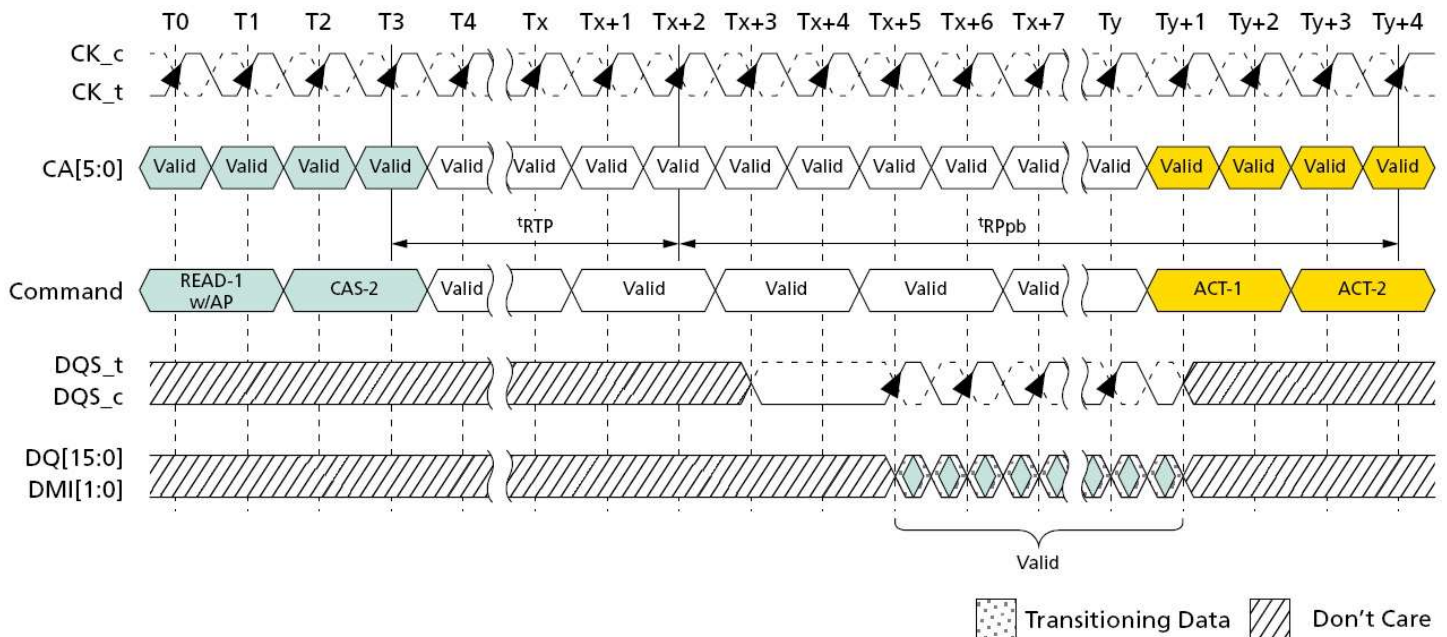 T0 T1 T2 T3 T4 Tx Tx+1 Tx+2 Tx+3 Tx+4 Tx+5 Tx+6 Tx+7 Ty Ty+1 Ty+2 Ty+3 Ty+4
CK_c
CK_t
CA[5:0] Valid Valid Valid Valid Valid Valid Valid Valid Valid Valid Valid Valid Valid Valid Valid Valid Valid Valid
tRTP tRPpb
Command READ-1 w/AP CAS-2 Valid Valid Valid Valid Valid ACT-1 ACT-2
DQS_t
DQS_c
DQ[15:0]
DMI[1:0]
Valid
Transitioning Data Don't Care